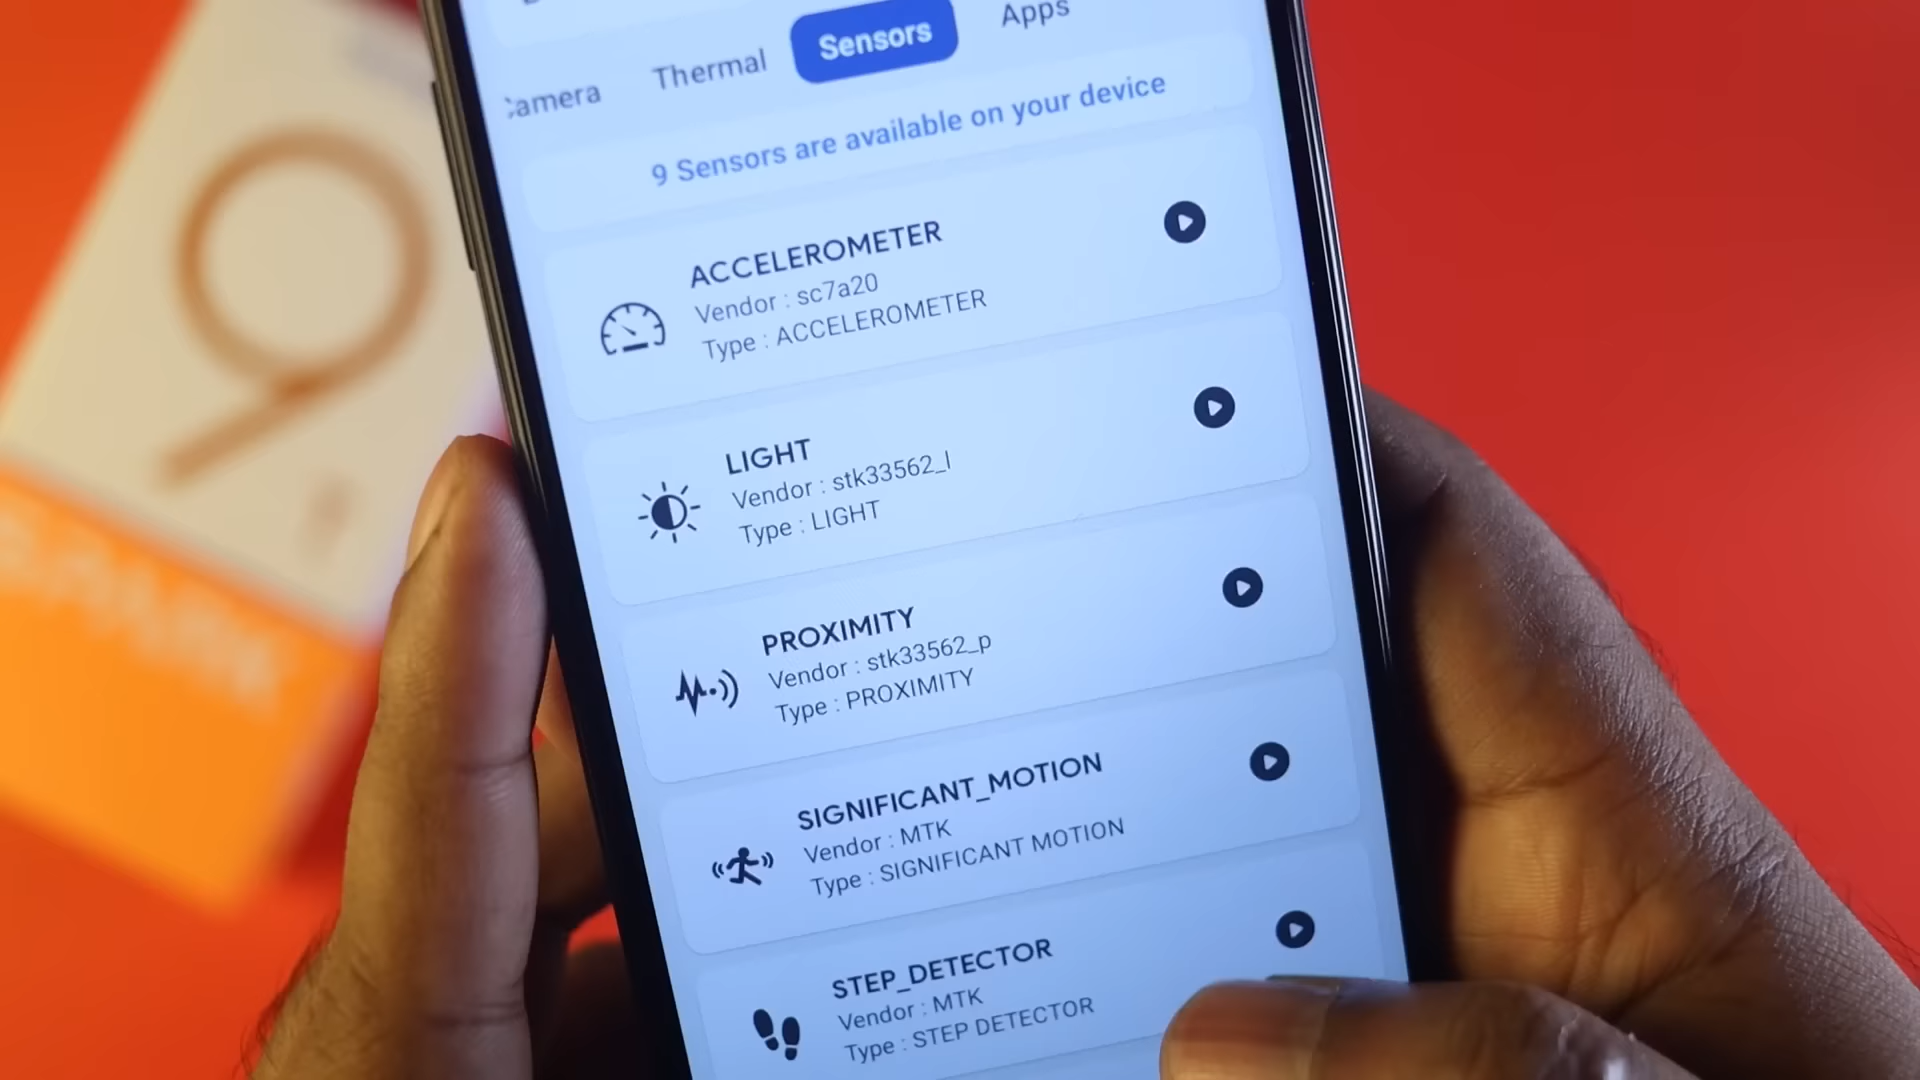 Thermal
Sensors
Apps
9 Sensors are available on your device
ACCELEROMETER
Vendor : sc7a20
Type : ACCELEROMETER
LIGHT
Vendor : stk33562_l
Type : LIGHT
PROXIMITY
Vendor : stk33562_p
Type : PROXIMITY
SIGNIFICANT_MOTION
Vendor : MTK
Type : SIGNIFICANT MOTION
STEP_DETECTOR
Vendor : MTK
Type : STEP DETECTOR
9